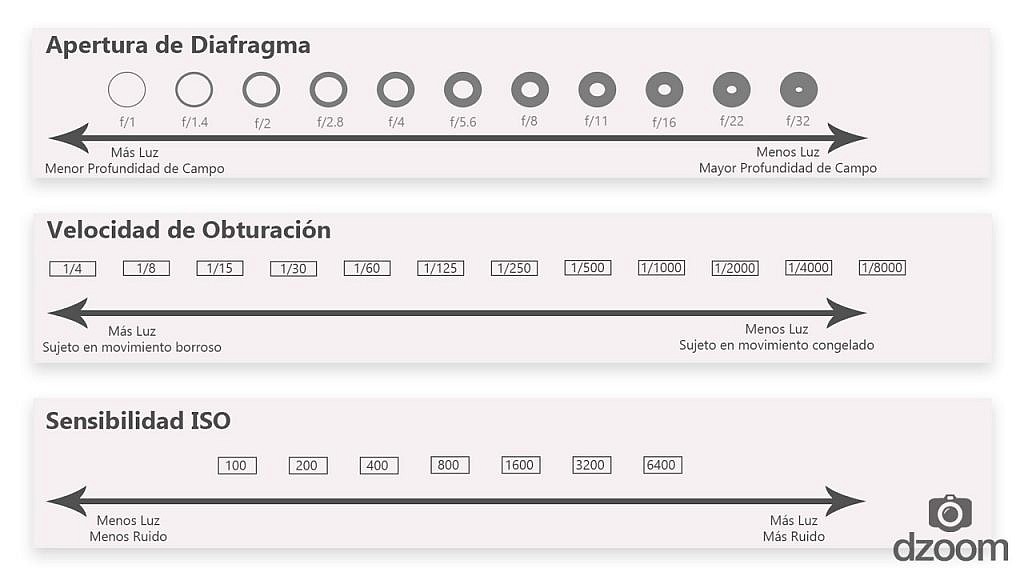 Apertura de Diafragma
f/1 f/1.4 f/2 f/2.8 f/4 f/5.6 f/8 f/11 f/16 f/22 f/32
Más Luz Menos Luz
Menor Profundidad de Campo Mayor Profundidad de Campo
Velocidad de Obturación
1/4 1/8 1/15 1/30 1/60 1/125 1/250 1/500 1/1000 1/2000 1/4000 1/8000
Más Luz Menos Luz
Sujeto en movimiento borroso Sujeto en movimiento congelado
Sensibilidad ISO
100 200 400 800 1600 3200 6400
Menos Luz Más Luz
Menos Ruido Más Ruido
dzoom